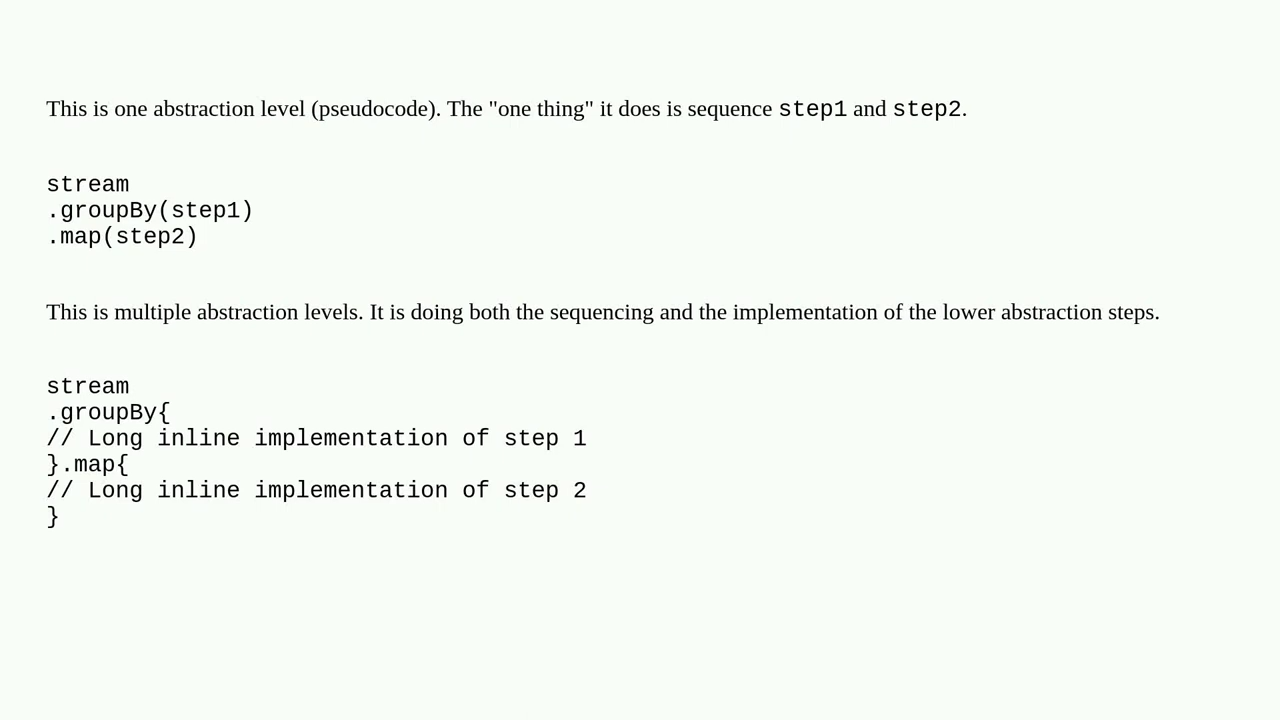 This is one abstraction level (pseudocode). The "one thing" it does is sequence step1 and step2.
stream
.groupBy(step1)
.map(step2)
This is multiple abstraction levels. It is doing both the sequencing and the implementation of the lower abstraction steps.
stream
.groupBy{
// Long inline implementation of step 1
}.map{
// Long inline implementation of step 2
}